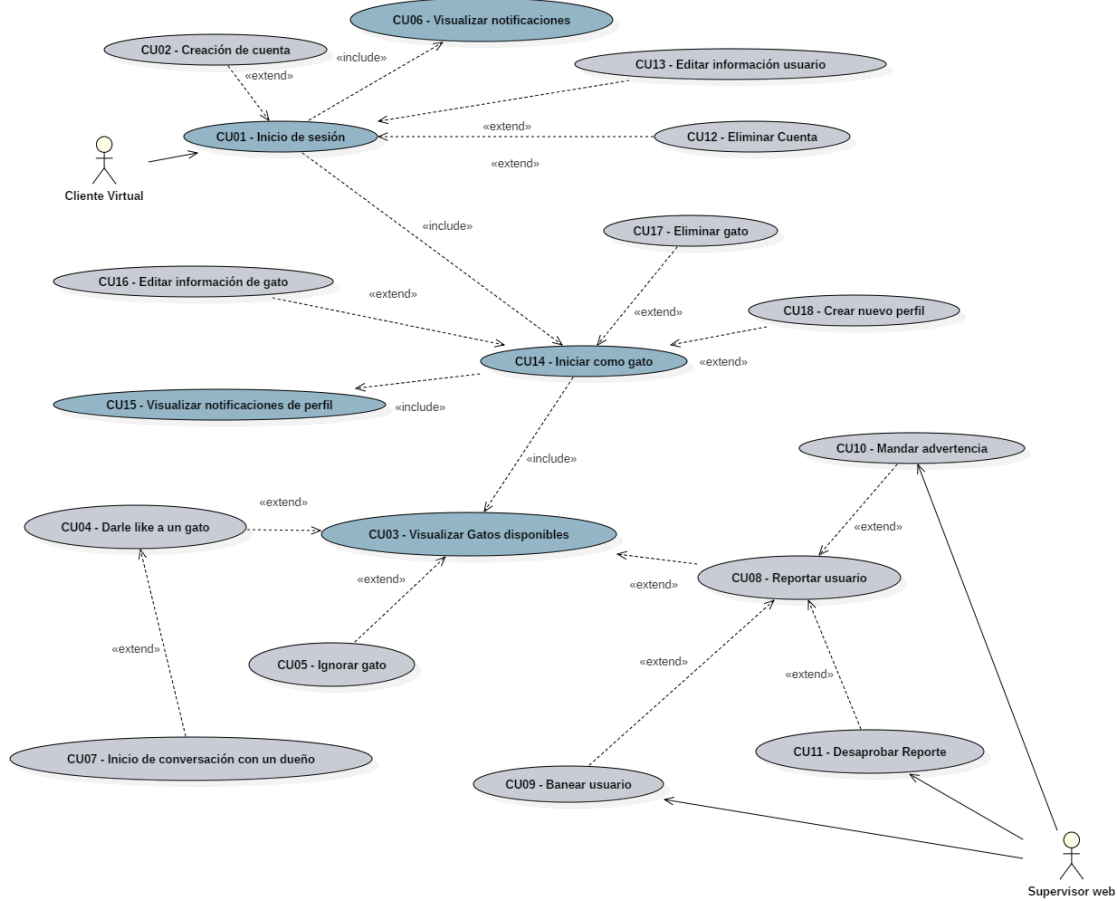 CU06 - Visualizar notificaciones
CU02 - Creación de cuenta
«include»
CU13 - Editar información usuario
«extend»
CU01 - Inicio de sesión
«extend»
CU12 - Eliminar Cuenta
«extend»
Cliente Virtual
«include»
CU17 - Eliminar gato
CU16 - Editar información de gato
«extend»
«extend»
CU18 - Crear nuevo perfil
CU14 - Iniciar como gato
«extend»
CU15 - Visualizar notificaciones de perfil
«include»
CU10 - Mandar advertencia
«include»
«extend»
CU04 - Darle like a un gato
CU03 - Visualizar Gatos disponibles
«extend»
«extend»
«extend»
CU08 - Reportar usuario
«extend»
CU05 - Ignorar gato
«extend»
«extend»
CU07 - Inicio de conversación con un dueño
CU11 - Desaprobar Reporte
CU09 - Banear usuario
Supervisor web